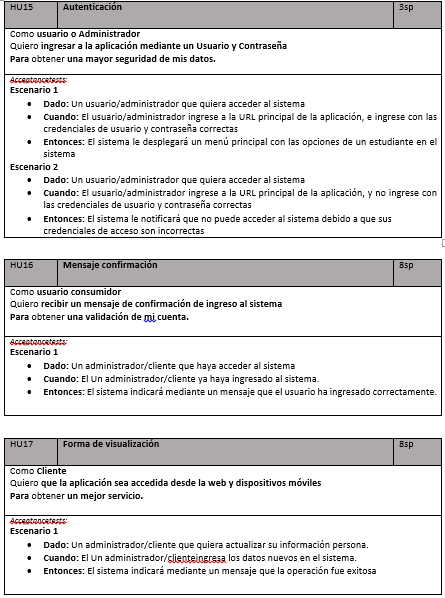 HU15 Autenticación 3sp
Como usuario o Administrador
Quiero ingresar a la aplicación mediante un Usuario y Contraseña
Para obtener una mayor seguridad de mis datos.
Acceptancetests:
Escenario 1
• Dado: Un usuario/administrador que quiera acceder al sistema
• Cuando: El usuario/administrador ingrese a la URL principal de la aplicación, e ingrese con las
credenciales de usuario y contraseña correctas
• Entonces: El sistema le desplegará un menú principal con las opciones de un estudiante en el
sistema
Escenario 2
• Dado: Un usuario/administrador que quiera acceder al sistema
• Cuando: El usuario/administrador ingrese a la URL principal de la aplicación, y no ingrese con
las credenciales de usuario y contraseña correctas
• Entonces: El sistema le notificará que no puede acceder al sistema debido a que sus
credenciales de acceso son incorrectas
HU16 Mensaje confirmación 8sp
Como usuario consumidor
Quiero recibir un mensaje de confirmación de ingreso al sistema
Para obtener una validación de mi cuenta.
Acceptancetests:
Escenario 1
• Dado: Un administrador/cliente que haya acceder al sistema
• Cuando: El Un administrador/cliente ya haya ingresado al sistema.
• Entonces: El sistema indicará mediante un mensaje que el usuario ha ingresado correctamente.
HU17 Forma de visualización 8sp
Como Cliente
Quiero que la aplicación sea accedida desde la web y dispositivos móviles
Para obtener un mejor servicio.
Acceptancetests:
Escenario 1
• Dado: Un administrador/cliente que quiera actualizar su información persona.
• Cuando: El Un administrador/clienteingresa los datos nuevos en el sistema.
• Entonces: El sistema indicará mediante un mensaje que la operación fue exitosa